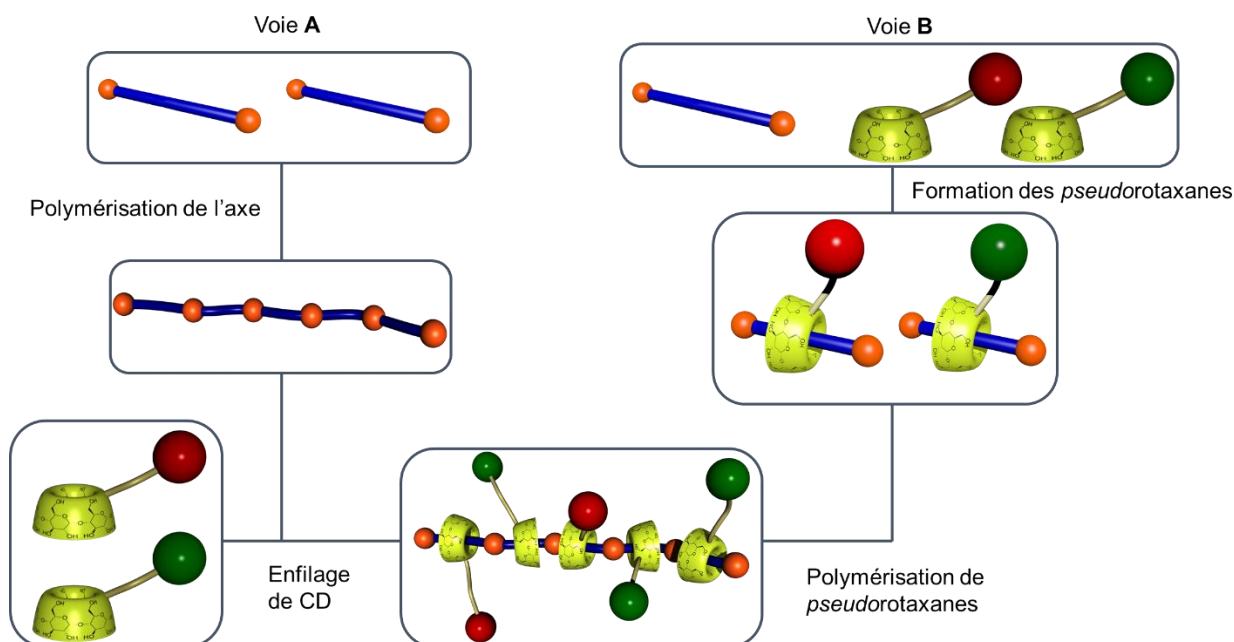 Voie A
Voie B
Polymérisation de l'axe
Formation des pseudorotaxanes
Enfilage
de CD
Polymérisation de
pseudorotaxanes